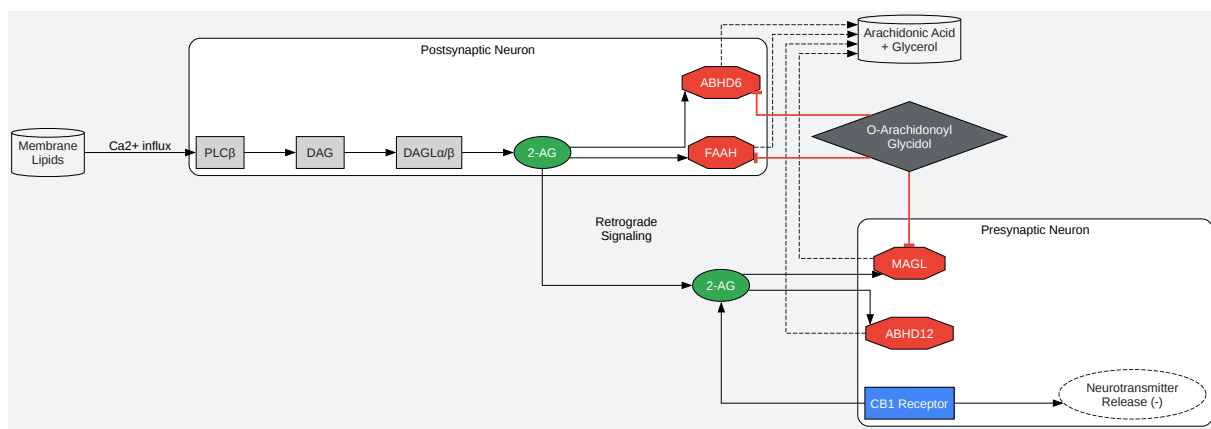 Postsynaptic Neuron
Arachidonic Acid
+ Glycerol
ABHD6
O-Arachidonoyl
Glycidol
Membrane
Lipids
Ca2+ influx
PLCβ
DAG
DAGLα/β
2-AG
FAAH
Retrograde
Signaling
Presynaptic Neuron
MAGL
2-AG
ABHD12
CB1 Receptor
Neurotransmitter
Release (-)